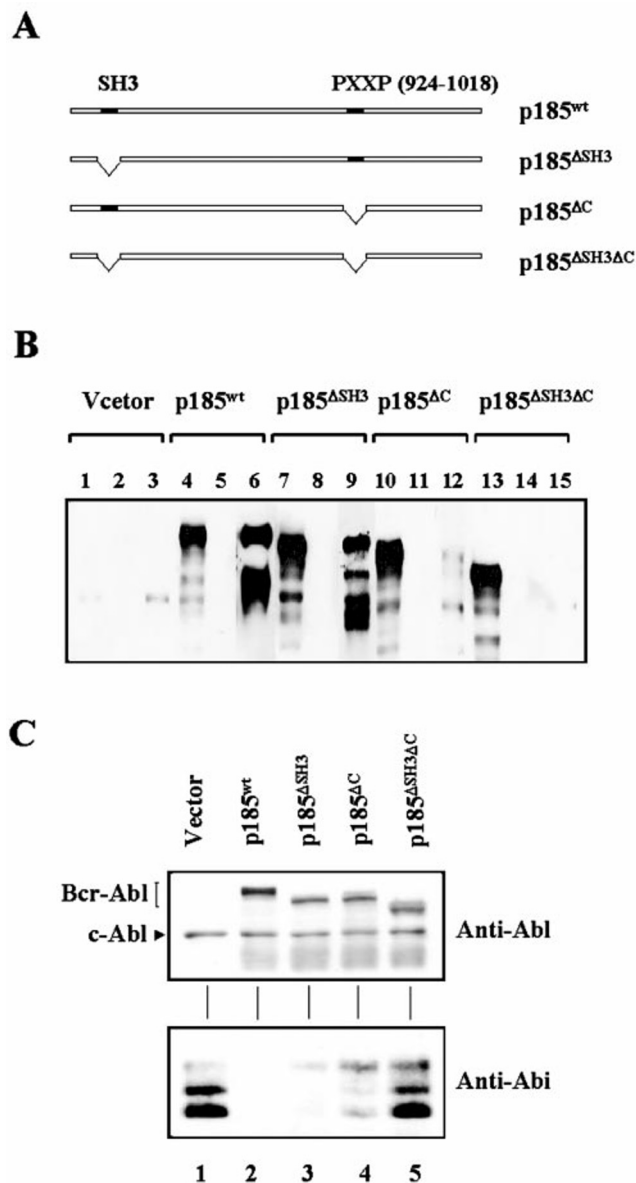 A
SH3 PXXP (924-1018)
p185wt
p185ΔSH3
p185ΔC
p185ΔSH3ΔC
B
Vcetor p185wt p185ΔSH3 p185ΔC p185ΔSH3ΔC
1 2 3 4 5 6 7 8 9 10 11 12 13 14 15
C
Vector p185wt p185ΔSH3 p185ΔC p185ΔSH3ΔC
Bcr-Abl
c-Abl
Anti-Abl
Anti-Abi
1 2 3 4 5